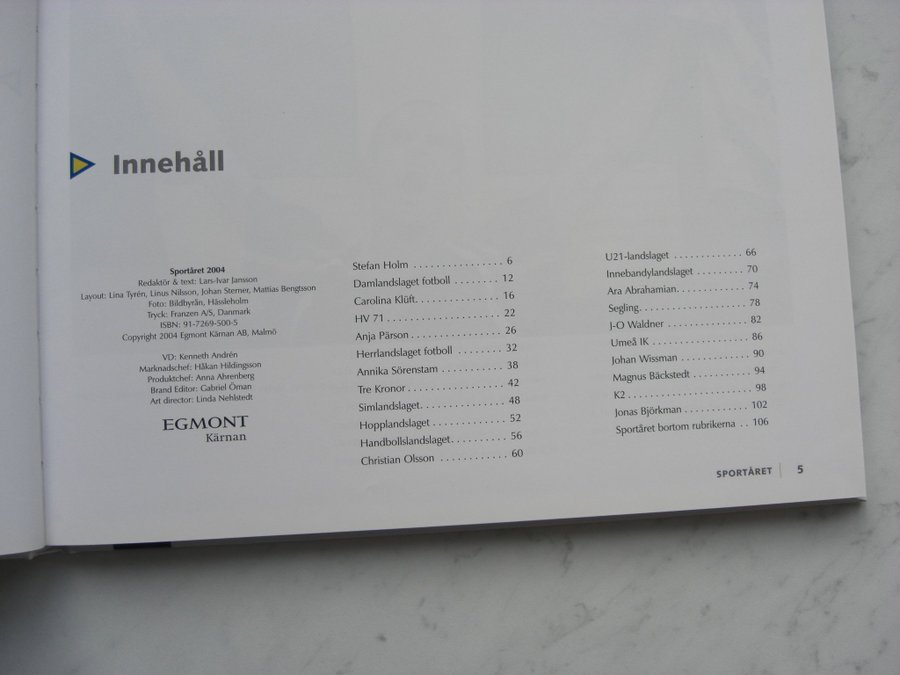 Innehåll
Sportåret 2004
Redaktör & text: Lars-Ivar Jansson
Layout: Lina Tyrén, Linus Nilsson, Johan Sterner, Mattias Bengtsson
Foto: Bildbyrån, Hässleholm
Tryck: Franzen A/S, Danmark
ISBN: 91-7269-500-5
Copyright 2004 Egmont Kärnan AB, Malmö
VD: Kenneth Andrén
Marknadschef: Håkan Hildingsson
Produktchef: Anna Ahrenberg
Brand Editor: Gabriel Öman
Art director: Linda Nehlstedt
EGMONT
Kärnan
Stefan Holm . . . . . . . . . . . . . . . . 6
Damlandslaget fotboll . . . . . . . . 12
Carolina Klüft. . . . . . . . . . . . . . . 16
HV 71 . . . . . . . . . . . . . . . . . . . . 22
Anja Pärson . . . . . . . . . . . . . . . . 26
Herrlandslaget fotboll . . . . . . . . 32
Annika Sörenstam . . . . . . . . . . . 38
Tre Kronor . . . . . . . . . . . . . . . . . 42
Simlandslaget. . . . . . . . . . . . . . . 48
Hopplandslaget . . . . . . . . . . . . . 52
Handbollslandslaget. . . . . . . . . . 56
Christian Olsson . . . . . . . . . . . . 60
U21-landslaget . . . . . . . . . . . . . 66
Innebandylandslaget . . . . . . . . . 70
Ara Abrahamian. . . . . . . . . . . . . 74
Segling. . . . . . . . . . . . . . . . . . . . 78
J-O Waldner . . . . . . . . . . . . . . . 82
Umeå IK . . . . . . . . . . . . . . . . . . 86
Johan Wissman . . . . . . . . . . . . . 90
Magnus Bäckstedt . . . . . . . . . . . 94
K2 . . . . . . . . . . . . . . . . . . . . . . . 98
Jonas Björkman . . . . . . . . . . . . 102
Sportåret bortom rubrikerna . . 106
SPORTÅRET | 5